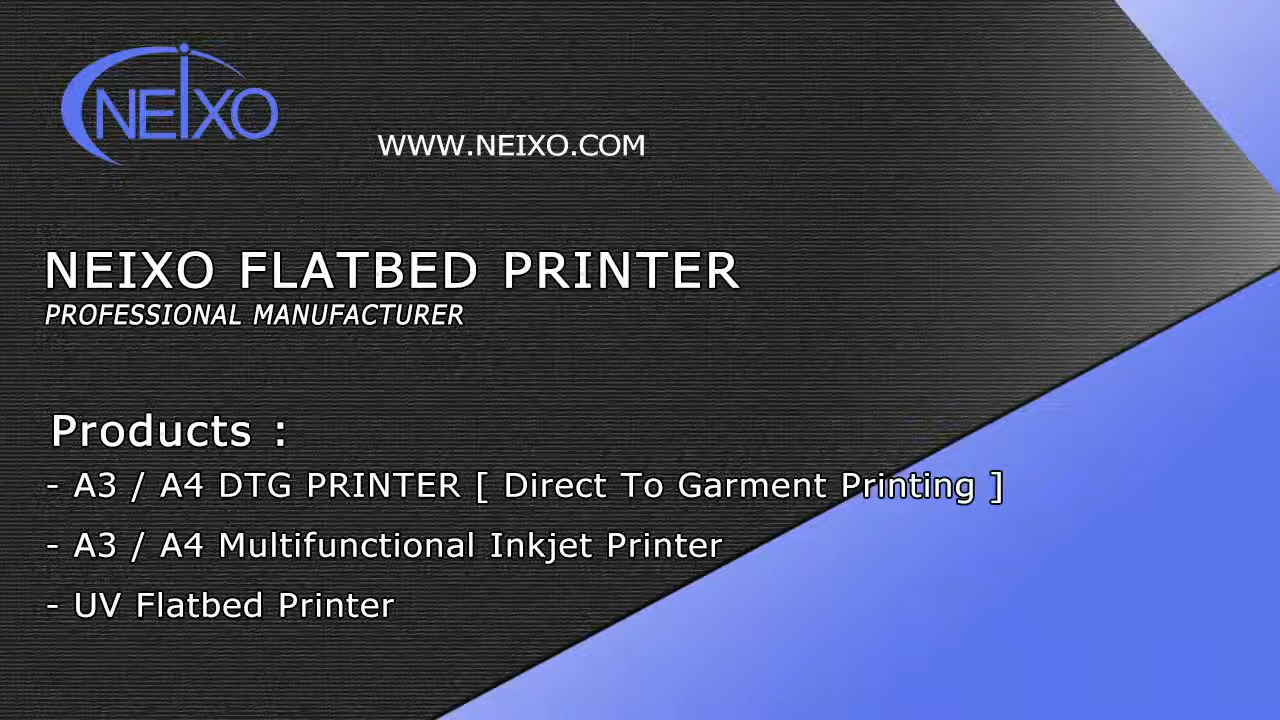 NEIXO
WWW.NEIXO.COM
NEIXO FLATBED PRINTER
PROFESSIONAL MANUFACTURER
Products :
- A3 / A4 DTG PRINTER [ Direct To Garment Printing ]
- A3 / A4 Multifunctional Inkjet Printer
- UV Flatbed Printer